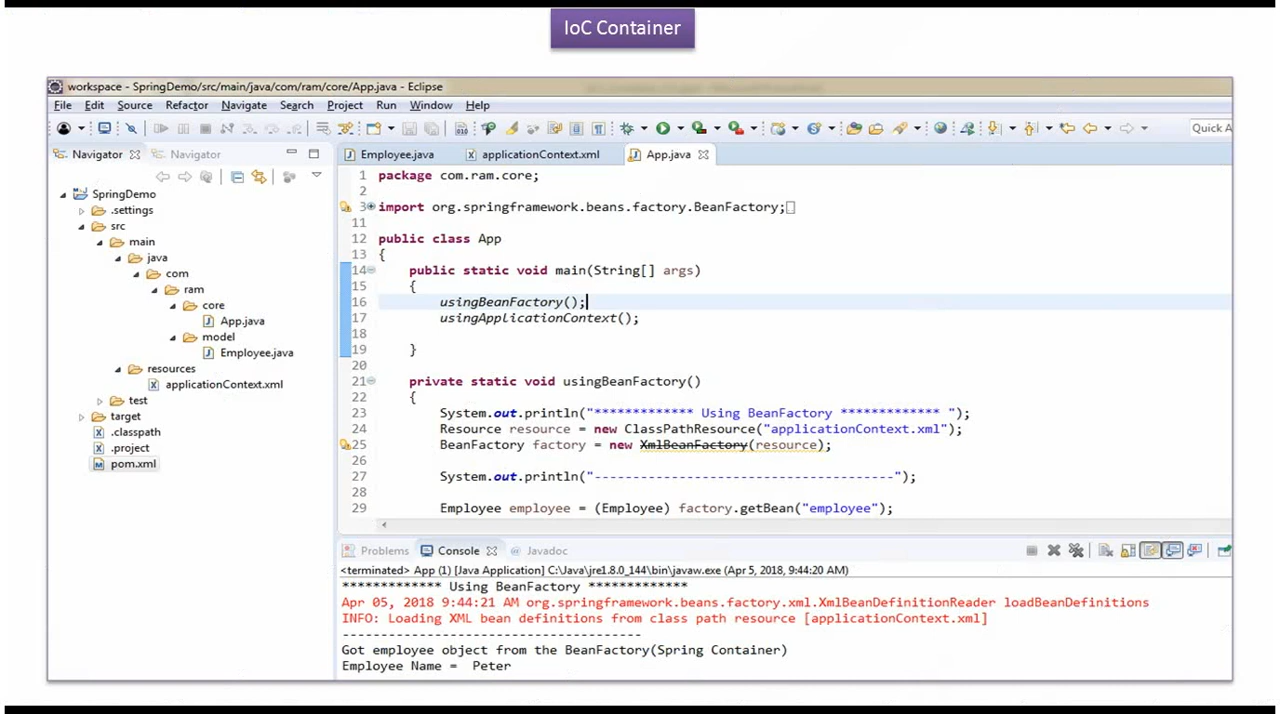 IoC Container
workspace - SpringDemo/src/main/java/com/ram/core/App.java - Eclipse
File Edit Source Refactor Navigate Search Project Run Window Help
Quick A
Navigator
Navigator
SpringDemo
.settings
src
main
java
com
ram
core
App.java
model
Employee.java
resources
applicationContext.xml
test
target
.classpath
.project
pom.xml
Employee.java applicationContext.xml App.java
1 package com.ram.core;
2
3 import org.springframework.beans.factory.BeanFactory;
11
12 public class App
13 {
14 public static void main(String[] args)
15 {
16 usingBeanFactory();
17 usingApplicationContext();
18
19 }
20
21 private static void usingBeanFactory()
22 {
23 System.out.println("************* Using BeanFactory ************* ");
24 Resource resource = new ClassPathResource("applicationContext.xml");
25 BeanFactory factory = new XmlBeanFactory(resource);
26
27 System.out.println("---------------------------------------");
28
29 Employee employee = (Employee) factory.getBean("employee");
Problems Console Javadoc
<terminated> App (1) [Java Application] C:\Java\jre1.8.0_144\bin\javaw.exe (Apr 5, 2018, 9:44:20 AM)
************* Using BeanFactory *************
Apr 05, 2018 9:44:21 AM org.springframework.beans.factory.xml.XmlBeanDefinitionReader loadBeanDefinitions
INFO: Loading XML bean definitions from class path resource [applicationContext.xml]
---------------------------------------
Got employee object from the BeanFactory(Spring Container)
Employee Name =  Peter